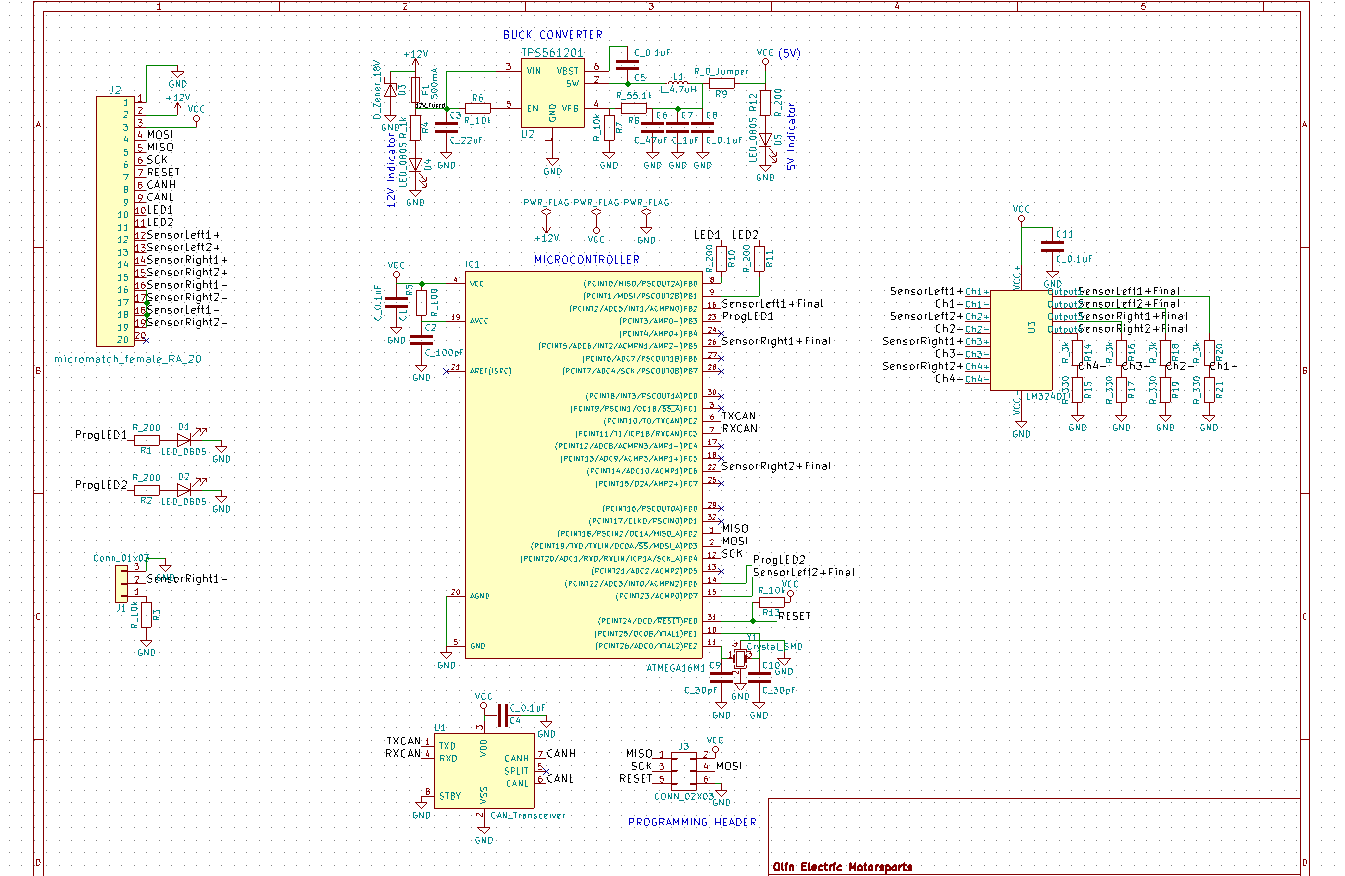 1 2 3 4 5
BUCK CONVERTER
TPS561201
VIN
EN
GND
VBST
SW
VFB
U2
3
5
6
2
4
1
+12V
D_Zener_18V
U3
F1
500mA
GND
R_1k
R4
LED_0805
D4
GND
12V Indicator
R6
R_10k
C3
C_22uF
GND
GND
C_0.1uF
C5
L1
L_4.7uH
R_0_Jumper
R9
VCC (5V)
R_55.1k
R8
R_10k
R7
GND
C6
C_47uF
GND
C7
C_1uF
GND
C8
C_0.1uF
GND
R12
R_200
LED_0805
D5
GND
5V Indicator
PWR_FLAG
+12V
PWR_FLAG
VCC
PWR_FLAG
GND
J2
GND
+12V
VCC
1
2
3
4 MOSI
5 MISO
6 SCK
7 RESET
8 CANH
9 CANL
10 LED1
11 LED2
12 SensorLeft1+
13 SensorLeft2+
14 SensorRight1+
15 SensorRight2+
16 SensorRight1-
17 SensorRight2-
18 SensorLeft1-
19 SensorRight2-
20
micromatch_female_RA_20
ProgLED1
R_200
R1
D1
LED_0805
GND
ProgLED2
R_200
R2
D2
LED_0805
GND
Conn_01x03
3
2
1
GND
SensorRight1-
J1
R_10k
R3
GND
MICROCONTROLLER
IC1
VCC
C_0.1uF
C1
GND
R5
R_100
C2
C_100pF
GND
4 VCC
19 AVCC
21 AREF(ISRC)
20 AGND
5 GND
GND
LED1 LED2
R_200
R10
R_200
R11
(PCINT0/MISO/PSCOUT2A)PB0 8
(PCINT1/MOSI/PSCOUT2B)PB1 9
(PCINT2/ADC5/INT1/ACMPN0)PB2 16 SensorLeft1+Final
(PCINT3/AMP0-)PB3 23 ProgLED1
(PCINT4/AMP0+)PB4 24
(PCINT5/ADC6/INT2/ACMPN1/AMP2-)PB5 26 SensorRight1+Final
(PCINT6/ADC7/PSCOUT1B)PB6 27
(PCINT7/ADC4/SCK/PSCOUT0B)PB7 28
(PCINT8/INT3/PSCOUT1A)PC0 30
(PCINT9/PSCIN1/OC1B/SS_A)PC1 3
(PCINT10/T0/TXCAN)PC2 6 TXCAN
(PCINT11/T1/ICP1B/RXCAN)PC3 7 RXCAN
(PCINT12/ADC8/ACMPN3/AMP1-)PC4 17
(PCINT13/ADC9/ACMP3/AMP1+)PC5 18
(PCINT14/ADC10/ACMP1)PC6 22 SensorRight2+Final
(PCINT15/D2A/AMP2+)PC7 25
(PCINT16/PSCOUT0A)PD0 29
(PCINT17/CLKO/PSCIN0)PD1 32
(PCINT18/PSCIN2/OC1A/MISO_A)PD2 1 MISO
(PCINT19/TXD/TXLIN/OC0A/SS/MOSI_A)PD3 2 MOSI
(PCINT20/ADC1/RXD/RXLIN/ICP1A/SCK_A)PD4 12 SCK
(PCINT21/ADC2/ACMP2)PD5 13
ProgLED2
(PCINT22/ADC3/INT0/ACMPN2)PD6 14
SensorLeft2+Final
(PCINT23/ACMP0)PD7 15
R_10k
R13
VCC
(PCINT24/OCD/RESET)PE0 31 RESET
(PCINT25/OC0B/XTAL1)PE1 10
(PCINT26/ADC0/XTAL2)PE2 11
ATMEGA16M1
Y1
Crystal_SMD
GND
C9
C_30pF
GND
GND
C10
C_30pF
GND
VCC
C_0.1uF
C4
GND
U1
3
TXCAN 1 TXD
RXCAN 4 RXD
8 STBY
GND
VDD
VSS
CANH 7 CANH
SPLIT 5
CANL 6 CANL
2
GND
CAN_Transceiver
J3
VCC
MISO 1 2
SCK 3 4 MOSI
RESET 5 6
CONN_02X03
GND
PROGRAMMING HEADER
VCC
C11
C_0.1uF
GND
VCC+
VCC-
U3
SensorLeft1+ Ch1+
Ch1- Ch1-
SensorLeft2+ Ch2+
Ch2- Ch2-
SensorRight1+ Ch3+
Ch3- Ch3-
SensorRight2+ Ch4+
Ch4- Ch4-
SensorLeft1+Final
SensorLeft2+Final
SensorRight1+Final
SensorRight2+Final
GND
R_3k
R14
R_3k
R16
R_3k
R18
R_3k
R20
Ch4- Ch3- Ch2- Ch1-
R_330
R15
R_330
R17
R_330
R19
R_330
R21
GND
GND
GND
GND
A
B
C
D
A
B
C
D
Olin Electric Motorsports